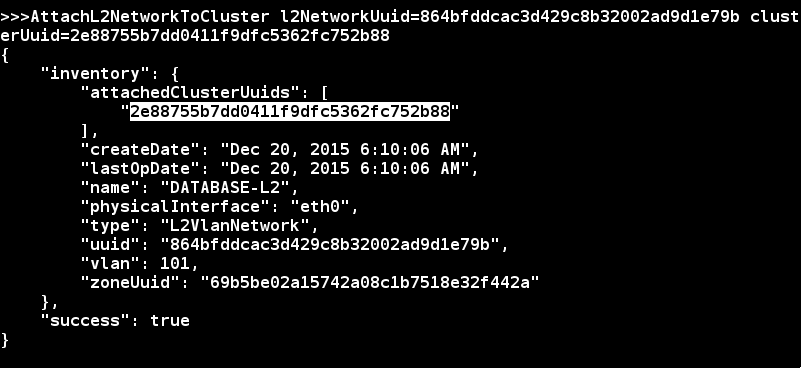 >>>AttachL2NetworkToCluster l2NetworkUuid=864bfddcac3d429c8b32002ad9d1e79b clust
erUuid=2e88755b7dd0411f9dfc5362fc752b88
{
    "inventory": {
        "attachedClusterUuids": [
            "2e88755b7dd0411f9dfc5362fc752b88"
        ],
        "createDate": "Dec 20, 2015 6:10:06 AM",
        "lastOpDate": "Dec 20, 2015 6:10:06 AM",
        "name": "DATABASE-L2",
        "physicalInterface": "eth0",
        "type": "L2VlanNetwork",
        "uuid": "864bfddcac3d429c8b32002ad9d1e79b",
        "vlan": 101,
        "zoneUuid": "69b5be02a15742a08c1b7518e32f442a"
    },
    "success": true
}